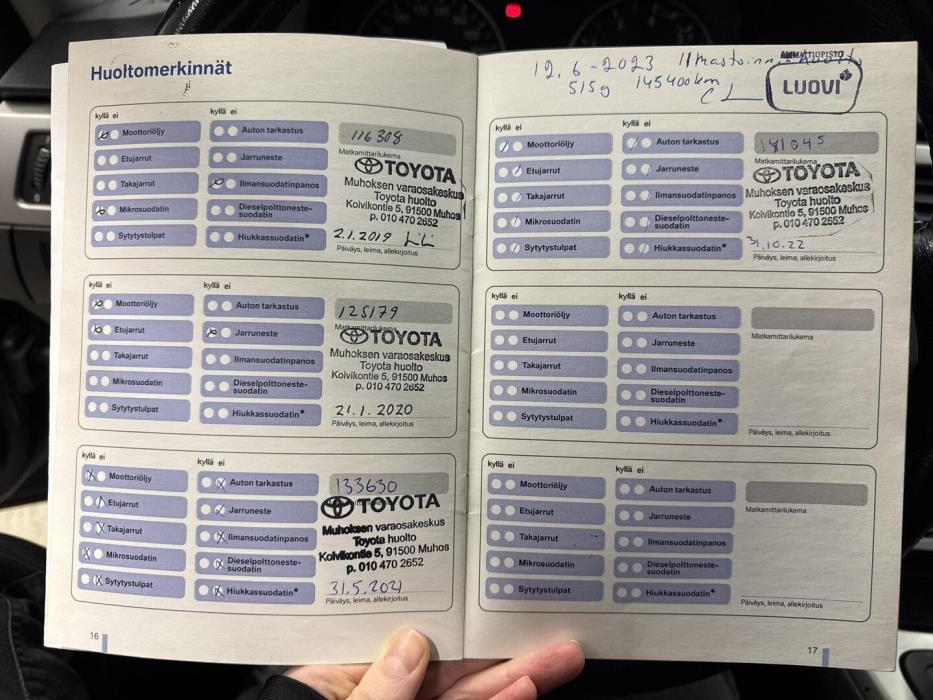 Huoltomerkinnät
kyllä ei
kyllä ei
Moottoriöljy
Auton tarkastus
116 308
Etujarrut
Jarruneste
Matkamittarilukema
TOYOTA
Takajarrut
Ilmansuodatinpanos
Muhoksen varaosakeskus
Toyota huolto
Mikrosuodatin
Dieselpolttoneste-
suodatin
Koivikontie 5, 91500 Muhos
p. 010 470 2652
Sytytystulpat
Hiukkassuodatin*
2.1.2019
Päiväys, leima, allekirjoitus
kyllä ei
kyllä ei
Moottoriöljy
Auton tarkastus
125179
Etujarrut
Jarruneste
Matkamittarilukema
TOYOTA
Takajarrut
Ilmansuodatinpanos
Muhoksen varaosakeskus
Toyota huolto
Mikrosuodatin
Dieselpolttoneste-
suodatin
Koivikontie 5, 91500 Muhos
p. 010 470 2652
Sytytystulpat
Hiukkassuodatin*
21.1.2020
Päiväys, leima, allekirjoitus
kyllä ei
kyllä ei
Moottoriöljy
Auton tarkastus
133630
Etujarrut
Jarruneste
TOYOTA
Takajarrut
Ilmansuodatinpanos
Muhoksen varaosakeskus
Toyota huolto
Mikrosuodatin
Dieselpolttoneste-
suodatin
Koivikontie 5, 91500 Muhos
p. 010 470 2652
Sytytystulpat
Hiukkassuodatin*
31.5.2021
Päiväys, leima, allekirjoitus
16
12.6-2023
515g 145400km
AMMATTIOPISTO
LUOVI
kyllä ei
kyllä ei
Moottoriöljy
Auton tarkastus
141045
Etujarrut
Jarruneste
Matkamittarilukema
TOYOTA
Takajarrut
Ilmansuodatinpanos
Muhoksen varaosakeskus
Toyota huolto
Mikrosuodatin
Dieselpolttoneste-
suodatin
Koivikontie 5, 91500 Muhos
p. 010 470 2652
Sytytystulpat
Hiukkassuodatin*
31.10.22
Päiväys, leima, allekirjoitus
kyllä ei
kyllä ei
Moottoriöljy
Auton tarkastus
Etujarrut
Jarruneste
Matkamittarilukema
Takajarrut
Ilmansuodatinpanos
Mikrosuodatin
Dieselpolttoneste-
suodatin
Sytytystulpat
Hiukkassuodatin*
Päiväys, leima, allekirjoitus
kyllä ei
kyllä ei
Moottoriöljy
Auton tarkastus
Etujarrut
Jarruneste
Matkamittarilukema
Takajarrut
Ilmansuodatinpanos
Mikrosuodatin
Dieselpolttoneste-
suodatin
Sytytystulpat
Hiukkassuodatin*
Päiväys, leima, allekirjoitus
17